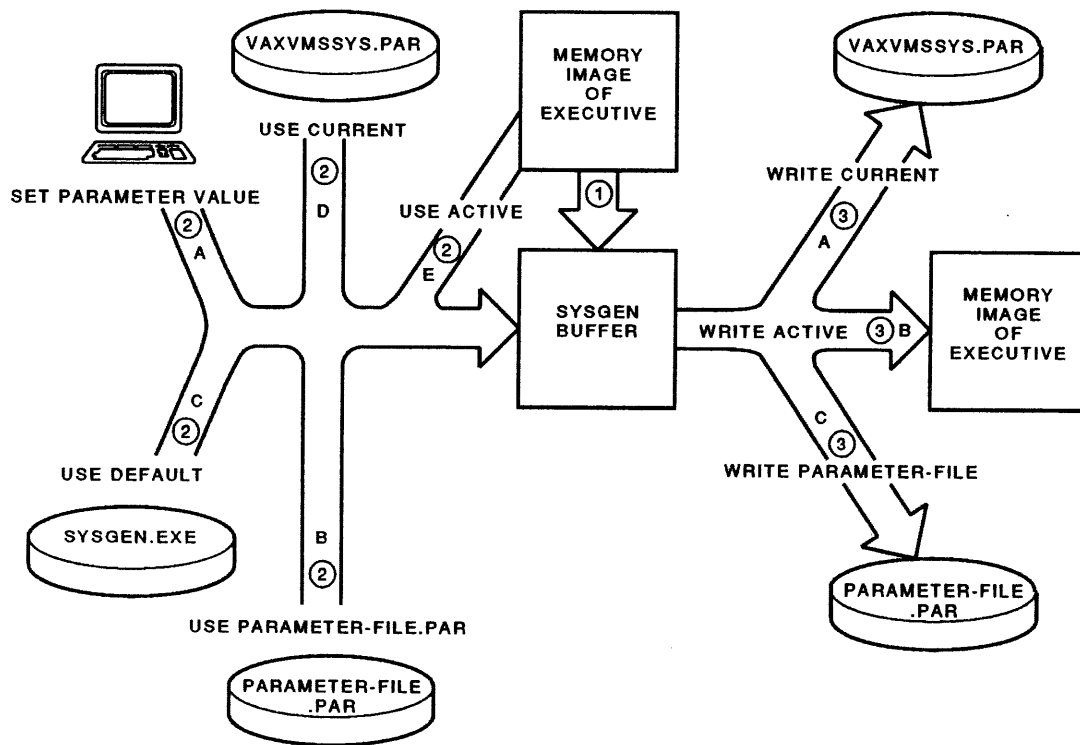 VAXVMSSYS.PAR
MEMORY
IMAGE
OF
EXECUTIVE
VAXVMSSYS.PAR
USE CURRENT
2
D
SET PARAMETER VALUE
2
A
USE ACTIVE
2
E
1
WRITE CURRENT
3
A
SYSGEN
BUFFER
WRITE ACTIVE
3 B
MEMORY
IMAGE
OF
EXECUTIVE
C
2
USE DEFAULT
SYSGEN.EXE
C
3
WRITE PARAMETER-FILE
B
2
USE PARAMETER-FILE.PAR
PARAMETER-FILE
.PAR
PARAMETER-FILE
.PAR